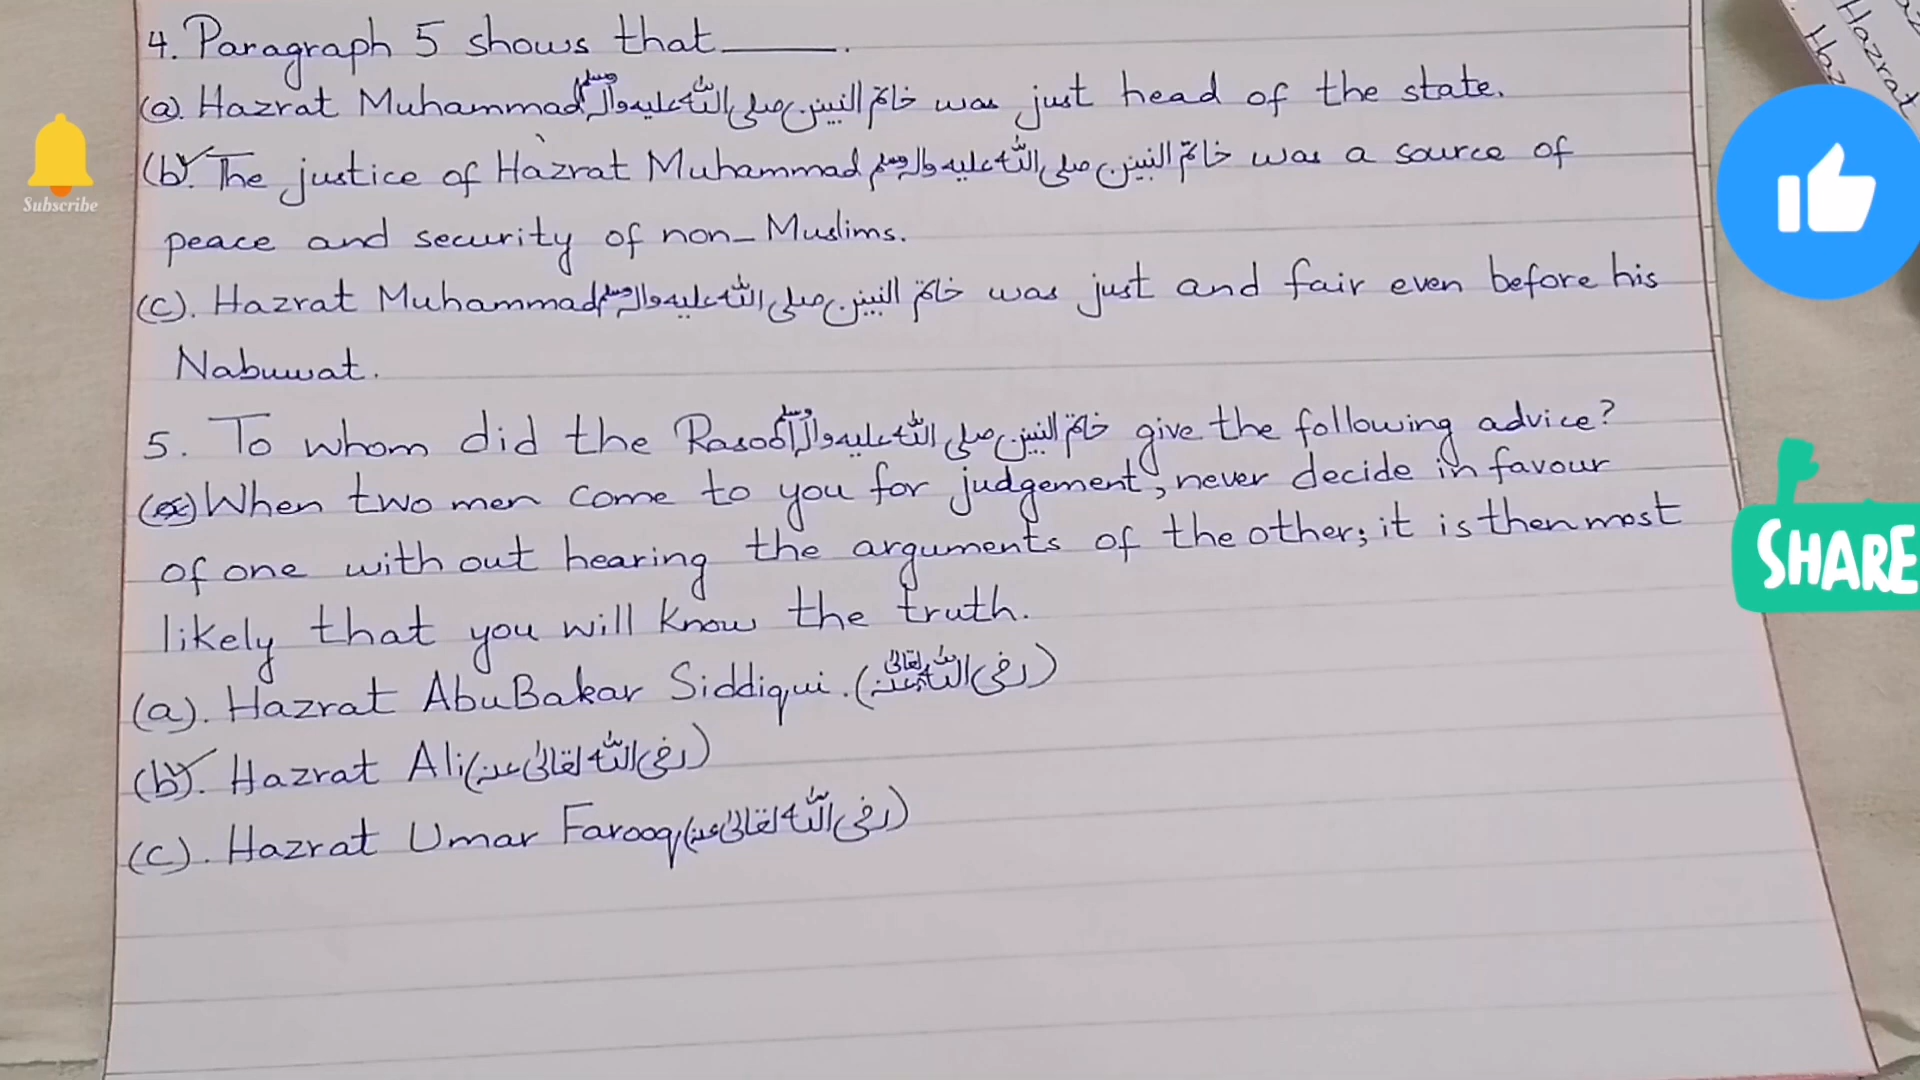 4. Paragraph 5 shows that ______.
(a). Hazrat Muhammad خاتم النبین صلی اللہ علیہ والہ وسلم was just head of the state.
(b). The justice of Hazrat Muhammad خاتم النبین صلی اللہ علیہ والہ وسلم was a source of
peace and security of non-Muslims.
(c). Hazrat Muhammad خاتم النبین صلی اللہ علیہ والہ وسلم was just and fair even before his
Nabuwat.
5. To whom did the Rasool خاتم النبین صلی اللہ علیہ والہ وسلم give the following advice?
When two men come to you for judgement, never decide in favour
of one with out hearing the arguments of the other; it is then most
likely that you will know the truth.
(a). Hazrat AbuBakar Siddiqui. (رضی اللہ تعالیٰ عنہ)
(b). Hazrat Ali (رضی اللہ تعالیٰ عنہ)
(c). Hazrat Umar Farooq (رضی اللہ تعالیٰ عنہ)
Subscribe
SHARE
Hazrat
Haz